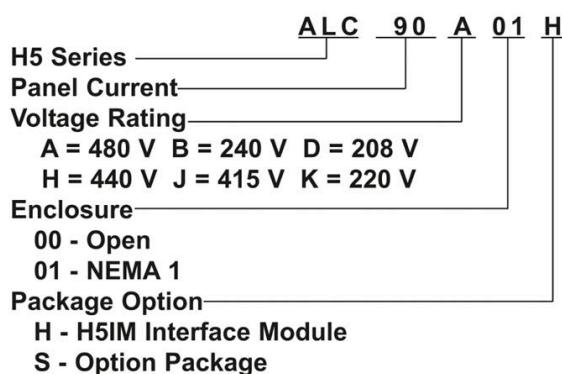 ALC 90 A 01 H
H5 Series
Panel Current
Voltage Rating
A = 480 V B = 240 V D = 208 V
H = 440 V J = 415 V K = 220 V
Enclosure
00 - Open
01 - NEMA 1
Package Option
H - H5IM Interface Module
S - Option Package